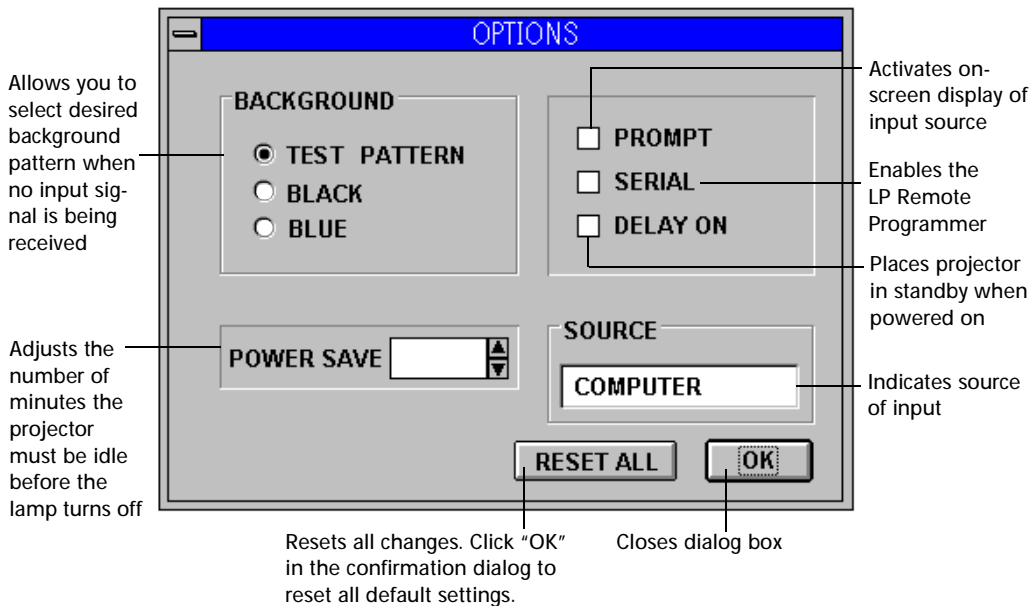 OPTIONS
Allows you to
select desired
background
pattern when
no input sig-
nal is being
received
BACKGROUND
TEST PATTERN
BLACK
BLUE
PROMPT
SERIAL
DELAY ON
Activates on-
screen display of
input source
Enables the
LP Remote
Programmer
Places projector
in standby when
powered on
Adjusts the
number of
minutes the
projector
must be idle
before the
lamp turns off
POWER SAVE
SOURCE
COMPUTER
Indicates source
of input
RESET ALL
OK
Resets all changes. Click “OK”
in the confirmation dialog to
reset all default settings.
Closes dialog box